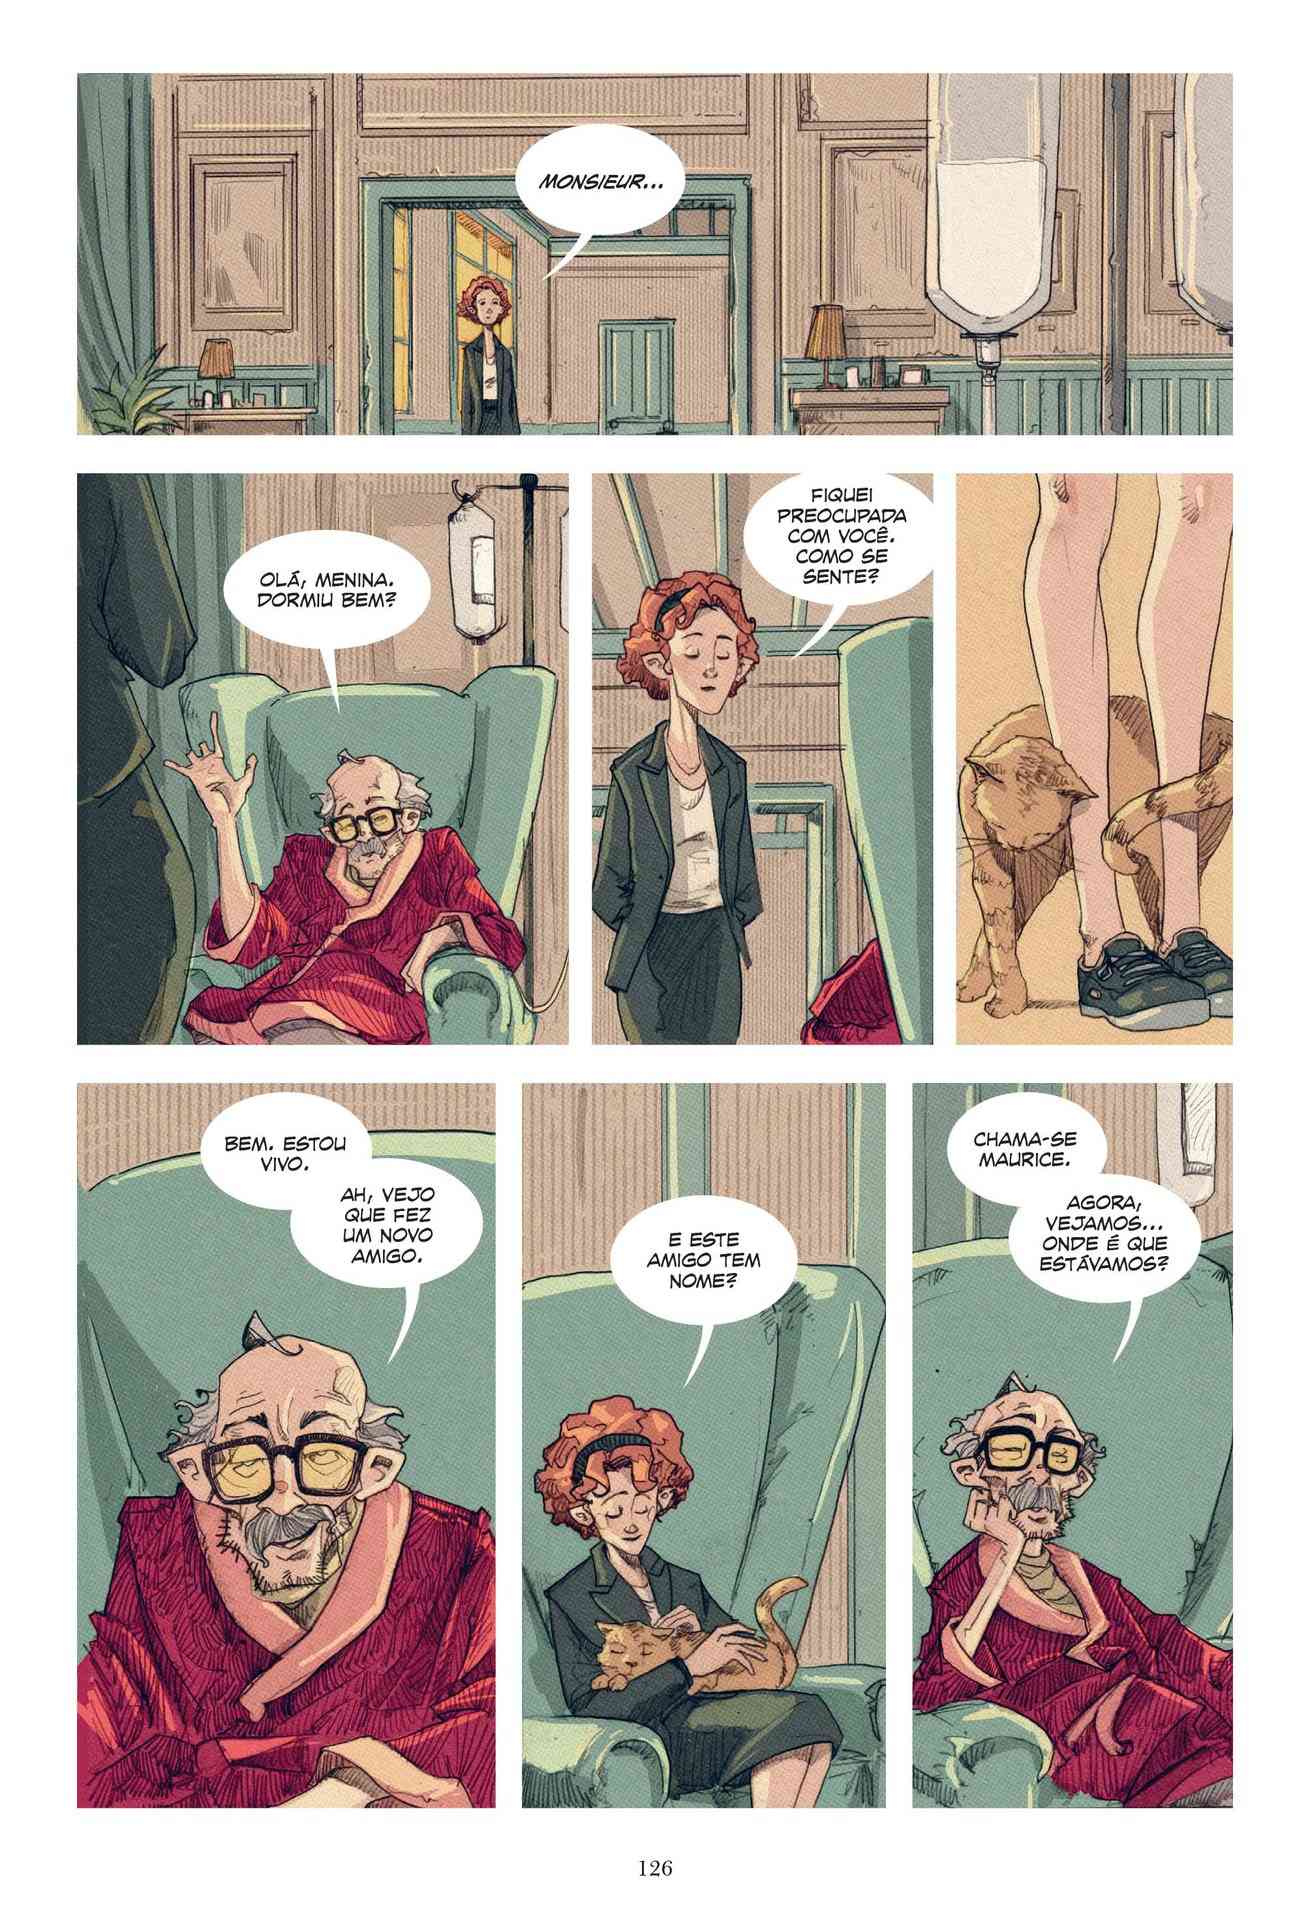 MONSIEUR...
OLÁ, MENINA.
DORMIU BEM?
FIQUEI
PREOCUPADA
COM VOCÊ.
COMO SE
SENTE?
BEM. ESTOU
VIVO.
AH, VEJO
QUE FEZ
UM NOVO
AMIGO.
E ESTE
AMIGO TEM
NOME?
CHAMA-SE
MAURICE.
AGORA,
VEJAMOS...
ONDE É QUE
ESTÁVAMOS?
126